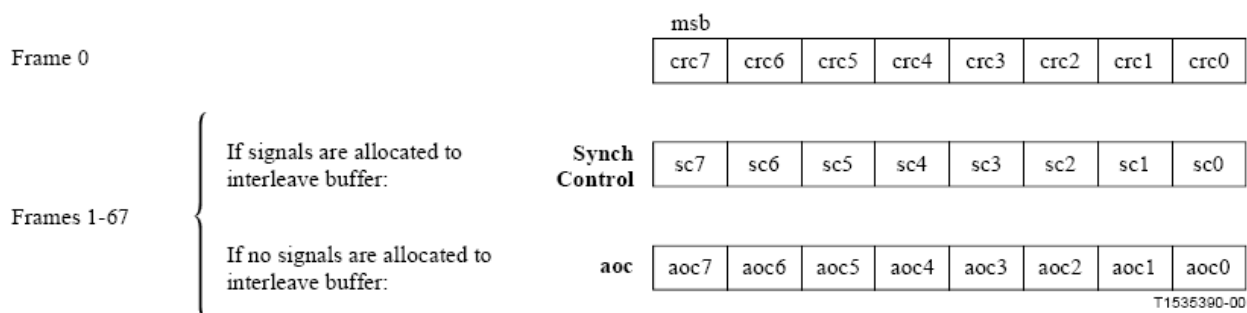 msb
Frame 0 crc7 crc6 crc5 crc4 crc3 crc2 crc1 crc0
If signals are allocated to interleave buffer:
Synch Control sc7 sc6 sc5 sc4 sc3 sc2 sc1 sc0
Frames 1-67
If no signals are allocated to interleave buffer:
aoc aoc7 aoc6 aoc5 aoc4 aoc3 aoc2 aoc1 aoc0
T1535390-00